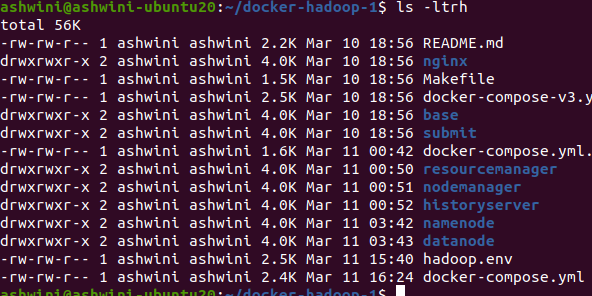 ashwini@ashwini-ubuntu20:~/docker-hadoop-1$ ls -ltrh
total 56K
-rw-rw-r-- 1 ashwini ashwini 2.2K Mar 10 18:56 README.md
drwxrwxr-x 2 ashwini ashwini 4.0K Mar 10 18:56 nginx
-rw-rw-r-- 1 ashwini ashwini 1.5K Mar 10 18:56 Makefile
-rw-rw-r-- 1 ashwini ashwini 2.5K Mar 10 18:56 docker-compose-v3.y
drwxrwxr-x 2 ashwini ashwini 4.0K Mar 10 18:56 base
drwxrwxr-x 2 ashwini ashwini 4.0K Mar 10 18:56 submit
-rw-rw-r-- 1 ashwini ashwini 1.6K Mar 11 00:42 docker-compose.yml.
drwxrwxr-x 2 ashwini ashwini 4.0K Mar 11 00:50 resourcemanager
drwxrwxr-x 2 ashwini ashwini 4.0K Mar 11 00:51 nodemanager
drwxrwxr-x 2 ashwini ashwini 4.0K Mar 11 00:52 historyserver
drwxrwxr-x 2 ashwini ashwini 4.0K Mar 11 03:42 namenode
drwxrwxr-x 2 ashwini ashwini 4.0K Mar 11 03:43 datanode
-rw-rw-r-- 1 ashwini ashwini 2.5K Mar 11 15:40 hadoop.env
-rw-rw-r-- 1 ashwini ashwini 2.4K Mar 11 16:24 docker-compose.yml
ashwini@ashwini-ubuntu20:~/docker-hadoop-1$